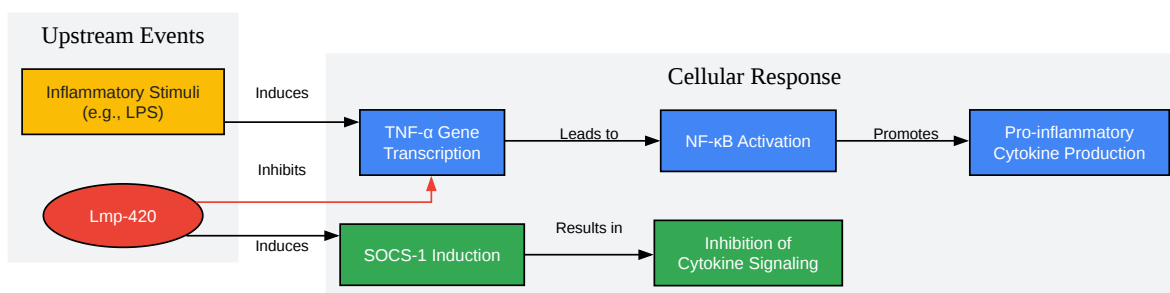 Upstream Events
Cellular Response
Inflammatory Stimuli
(e.g., LPS)
Induces
TNF-α Gene
Transcription
Leads to
NF-κB Activation
Promotes
Pro-inflammatory
Cytokine Production
Inhibits
Lmp-420
Induces
SOCS-1 Induction
Results in
Inhibition of
Cytokine Signaling